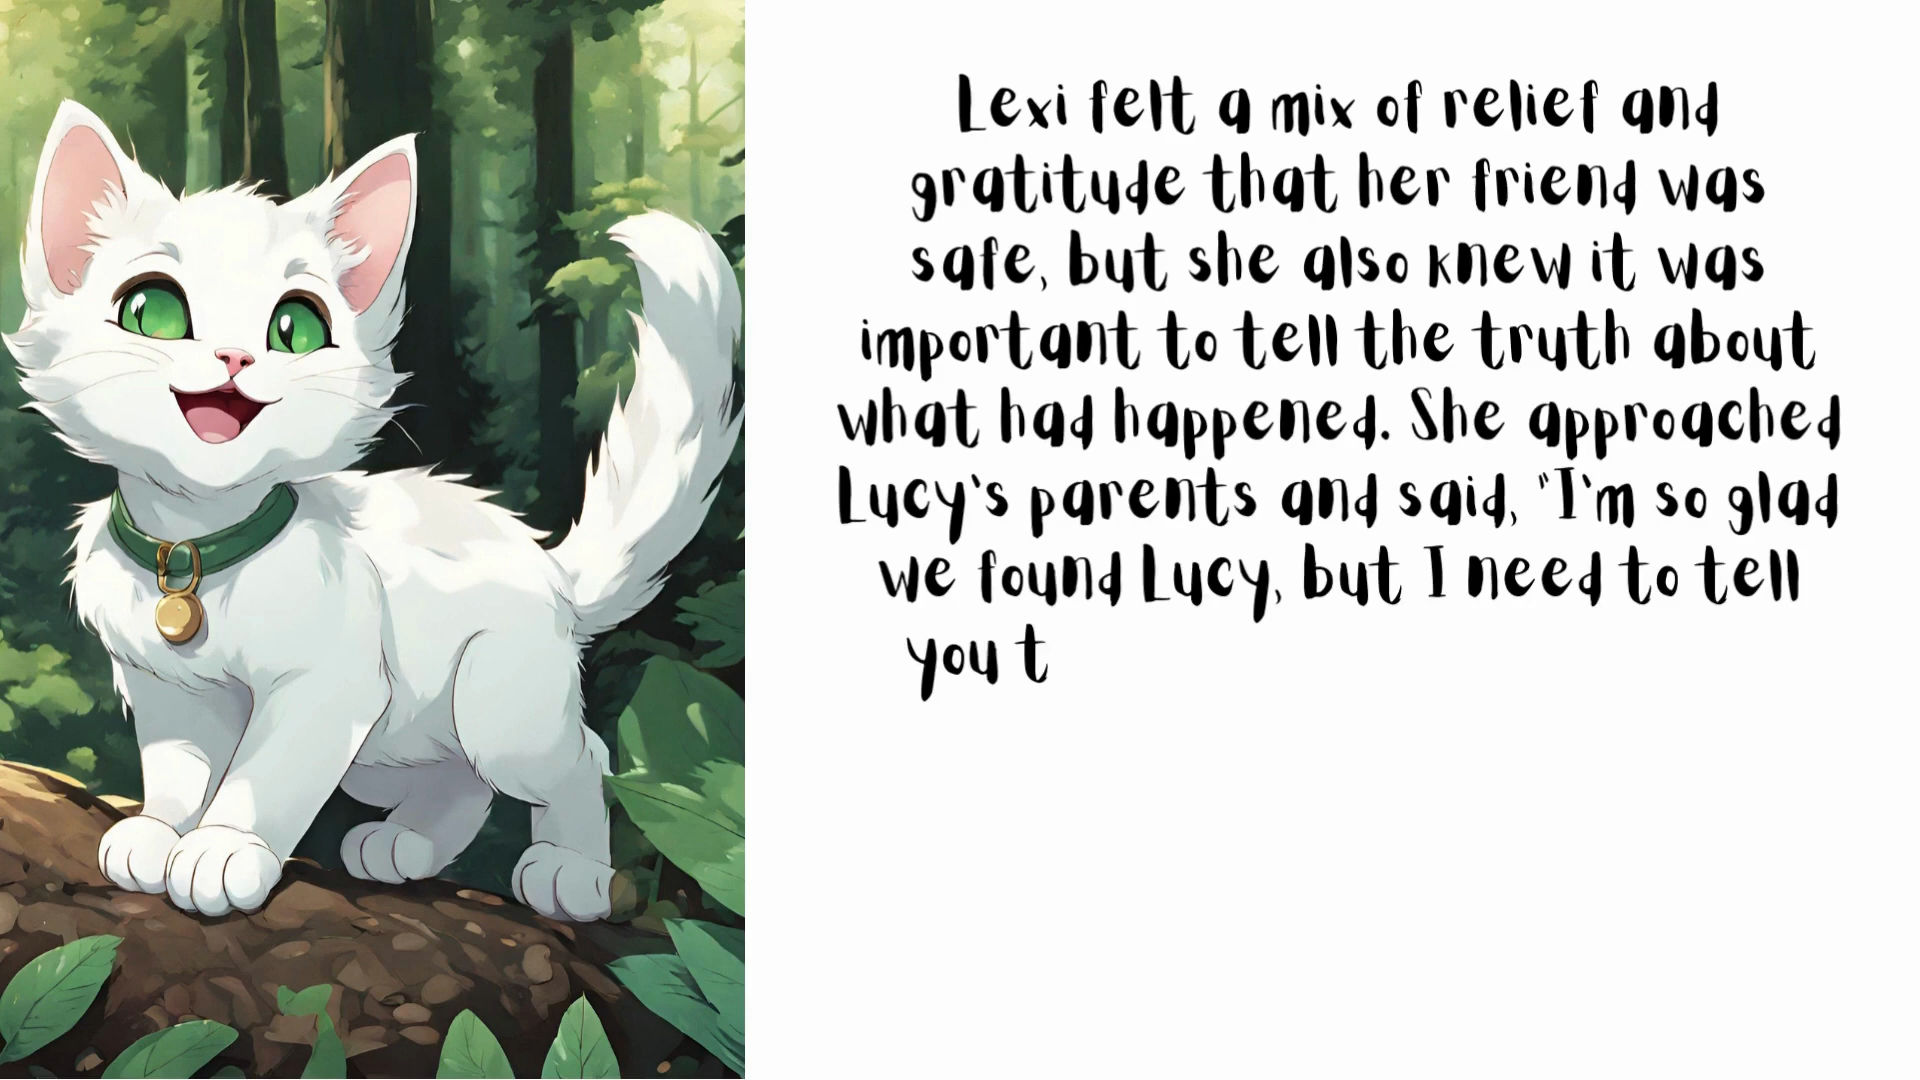 Lexi felt a mix of relief and
gratitude that her friend was
safe, but she also knew it was
important to tell the truth about
what had happened. She approached
Lucy's parents and said, "I'm so glad
we found Lucy, but I need to tell
you t